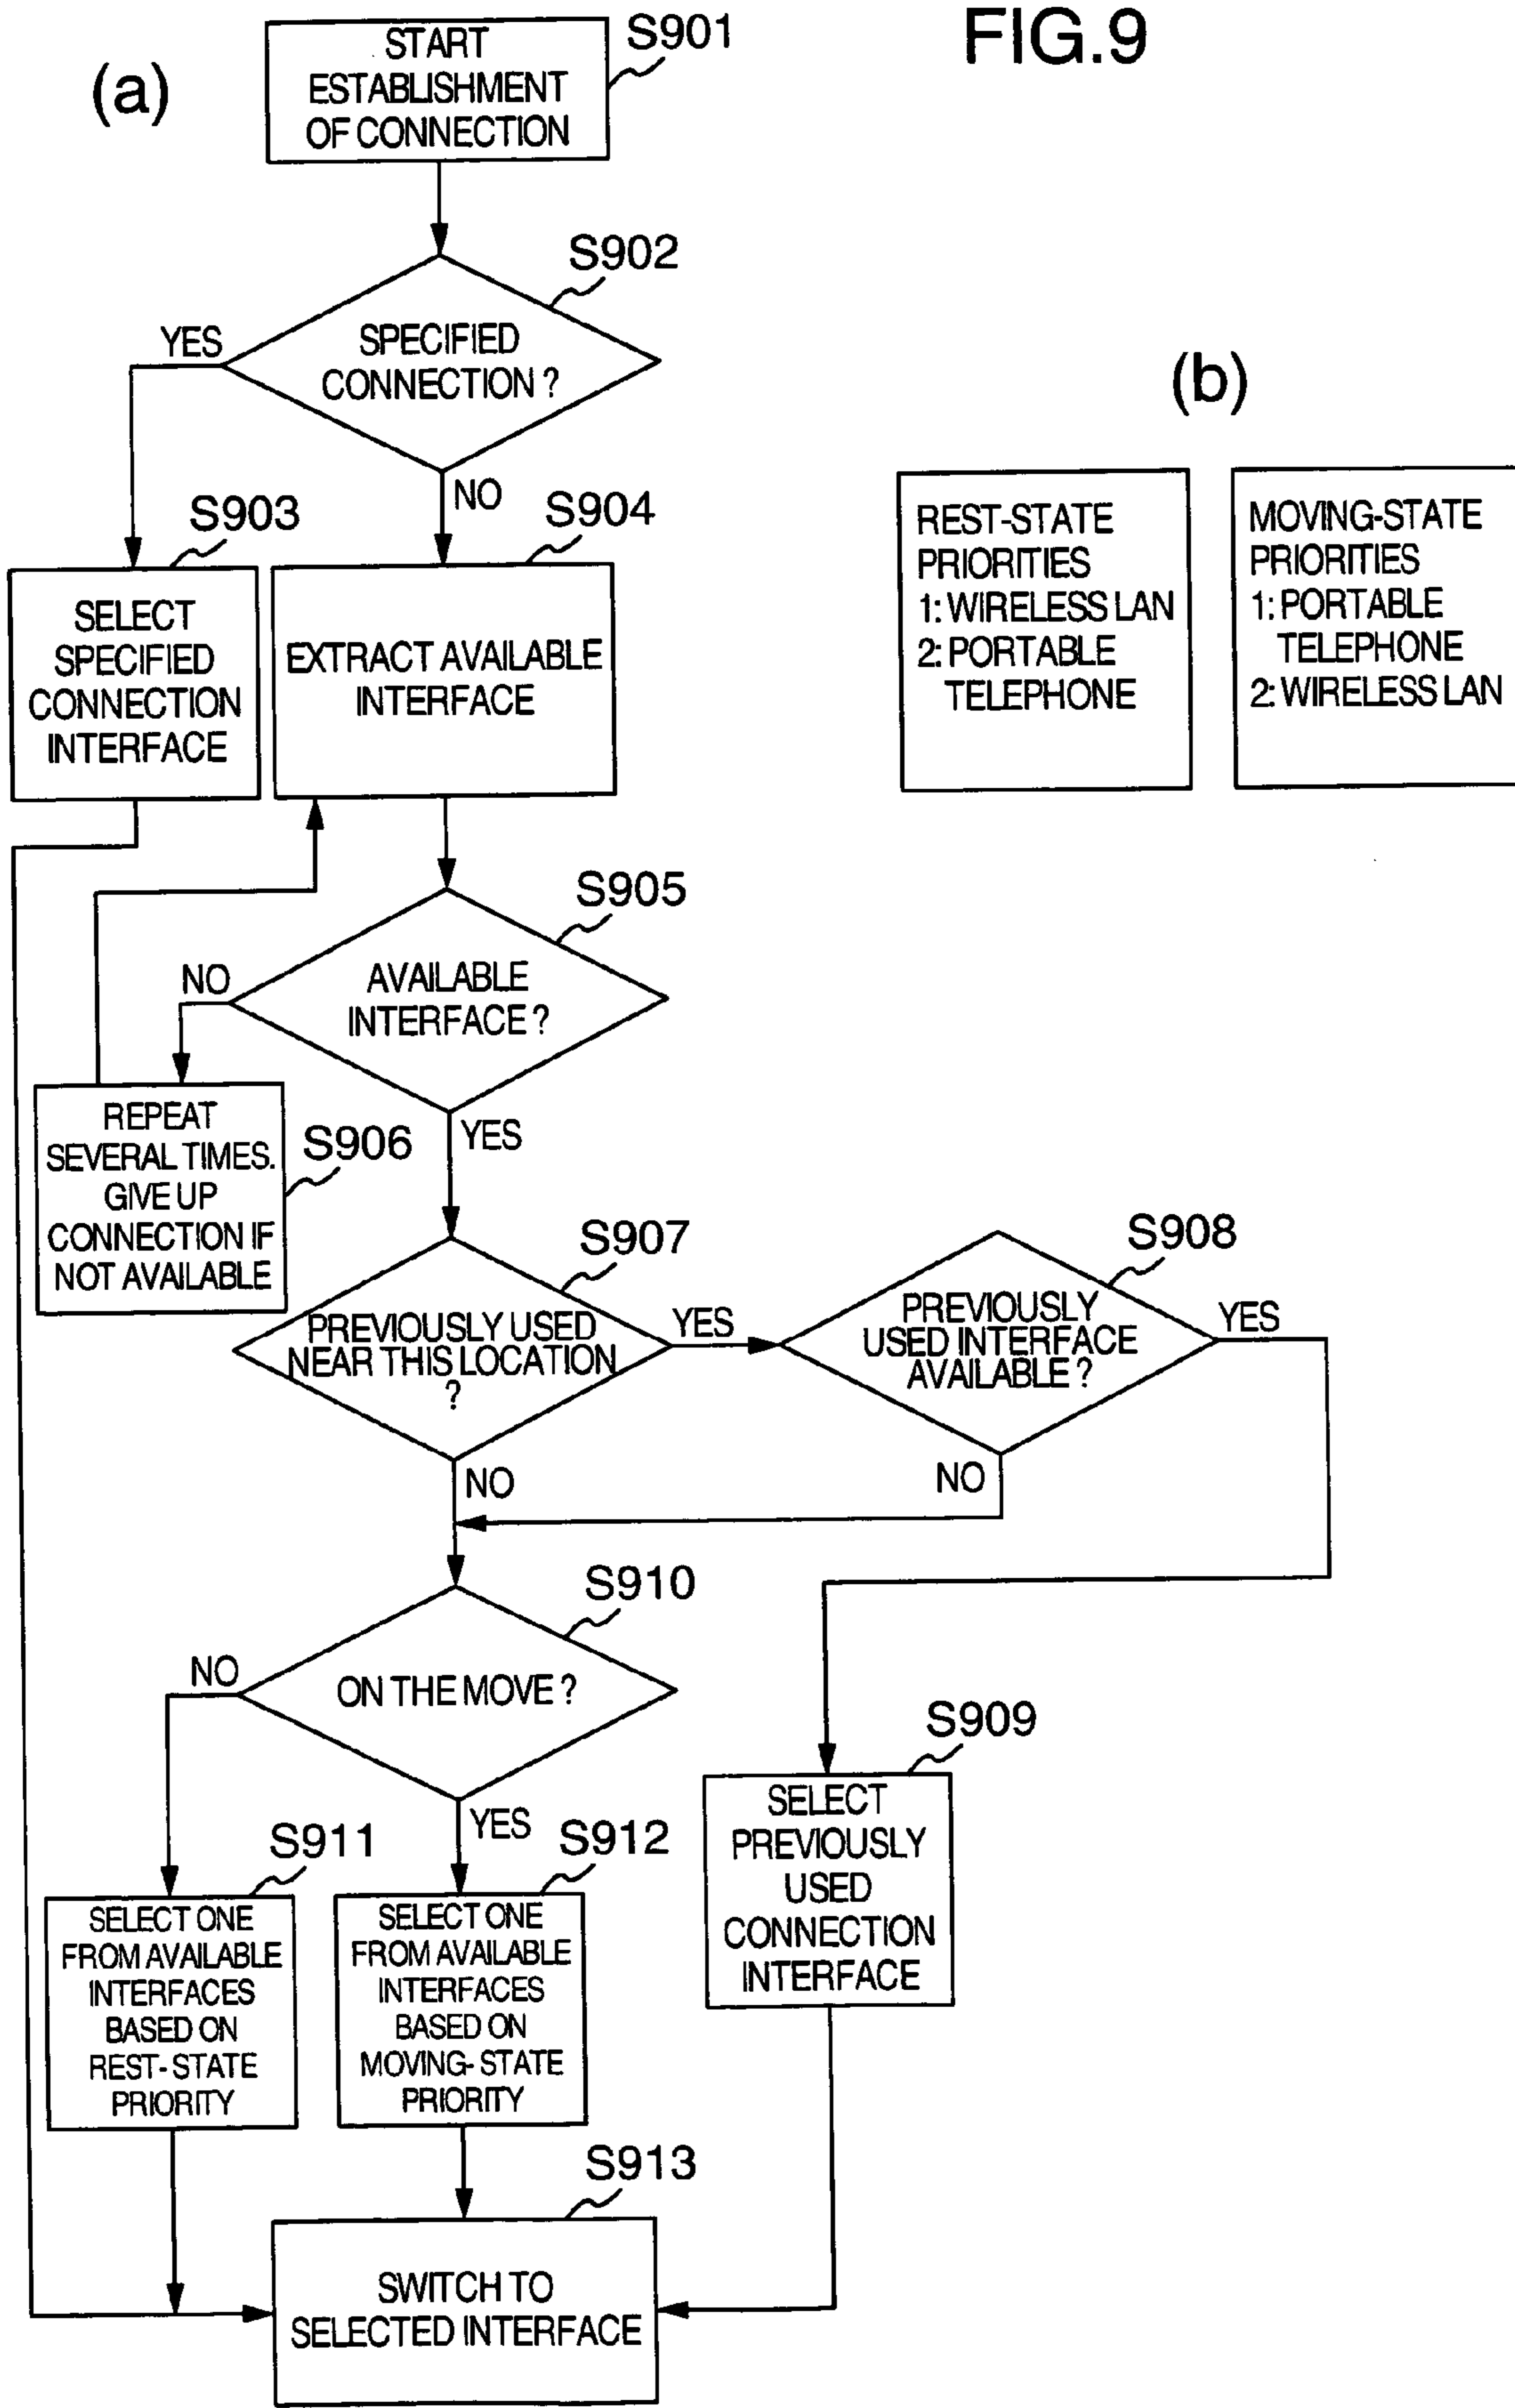 FIG.9
(a)
START
ESTABLISHMENT
OF CONNECTION
S901
SPECIFIED
CONNECTION ?
S902
YES
NO
SELECT
SPECIFIED
CONNECTION
INTERFACE
S903
EXTRACT AVAILABLE
INTERFACE
S904
AVAILABLE
INTERFACE ?
S905
NO
YES
REPEAT
SEVERAL TIMES.
GIVE UP
CONNECTION IF
NOT AVAILABLE
S906
PREVIOUSLY USED
NEAR THIS LOCATION
?
S907
YES
NO
PREVIOUSLY
USED INTERFACE
AVAILABLE ?
S908
YES
NO
ON THE MOVE ?
S910
NO
YES
SELECT
PREVIOUSLY
USED
CONNECTION
INTERFACE
S909
SELECT ONE
FROM AVAILABLE
INTERFACES
BASED ON
REST-STATE
PRIORITY
S911
SELECT ONE
FROM AVAILABLE
INTERFACES
BASED ON
MOVING-STATE
PRIORITY
S912
SWITCH TO
SELECTED INTERFACE
S913
(b)
REST-STATE
PRIORITIES
1: WIRELESS LAN
2: PORTABLE
TELEPHONE
MOVING-STATE
PRIORITIES
1: PORTABLE
TELEPHONE
2: WIRELESS LAN